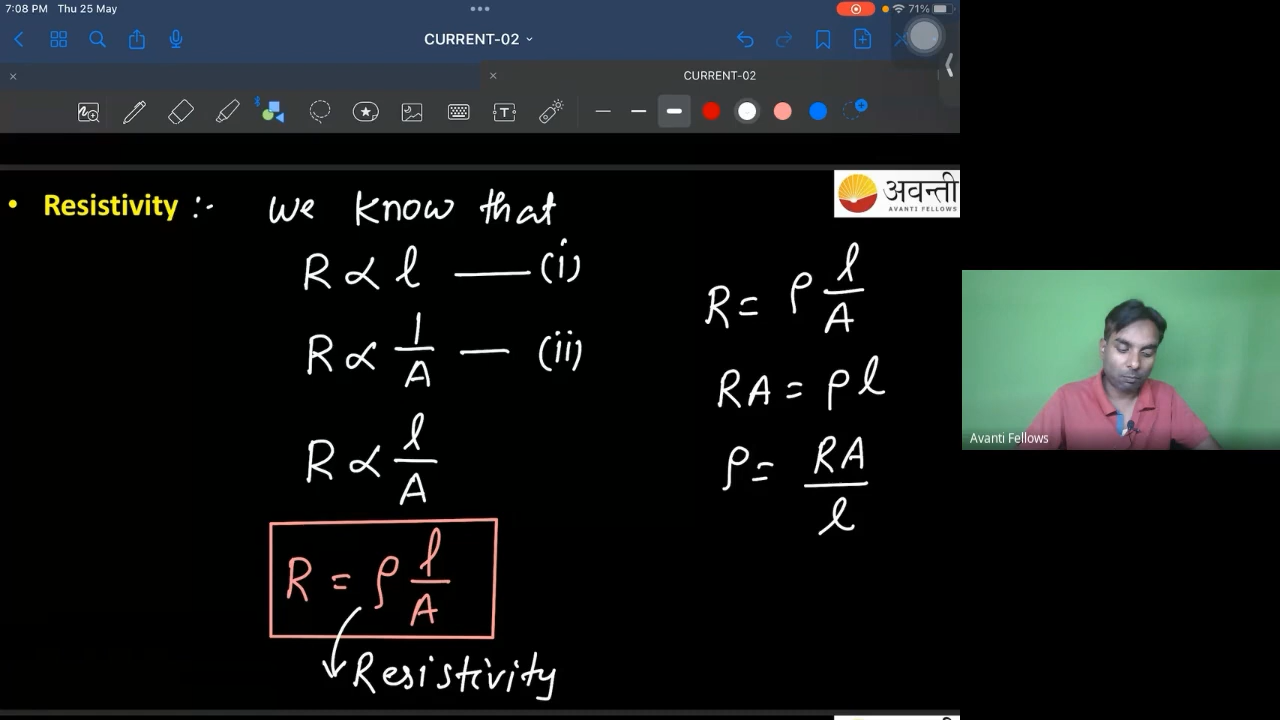 7:08 PM Thu 25 May
71%
CURRENT-02
CURRENT-02
• Resistivity :- We know that
अवन्ती
AVANTI FELLOWS
R ∝ l —— (i)
R ∝ 1/A — (ii)
R ∝ l/A
R = ρ l/A
Resistivity
R = ρ l/A
RA = ρl
ρ = RA/l
Avanti Fellows